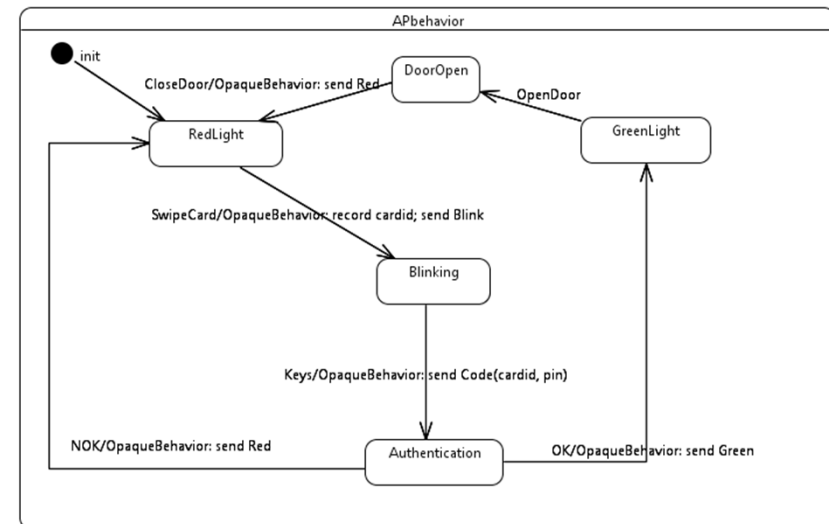 APbehavior
init
DoorOpen
CloseDoor/OpaqueBehavior: send Red
OpenDoor
RedLight
GreenLight
SwipeCard/OpaqueBehavior: record cardid; send Blink
Blinking
Keys/OpaqueBehavior: send Code(cardid, pin)
NOK/OpaqueBehavior: send Red
Authentication
OK/OpaqueBehavior: send Green